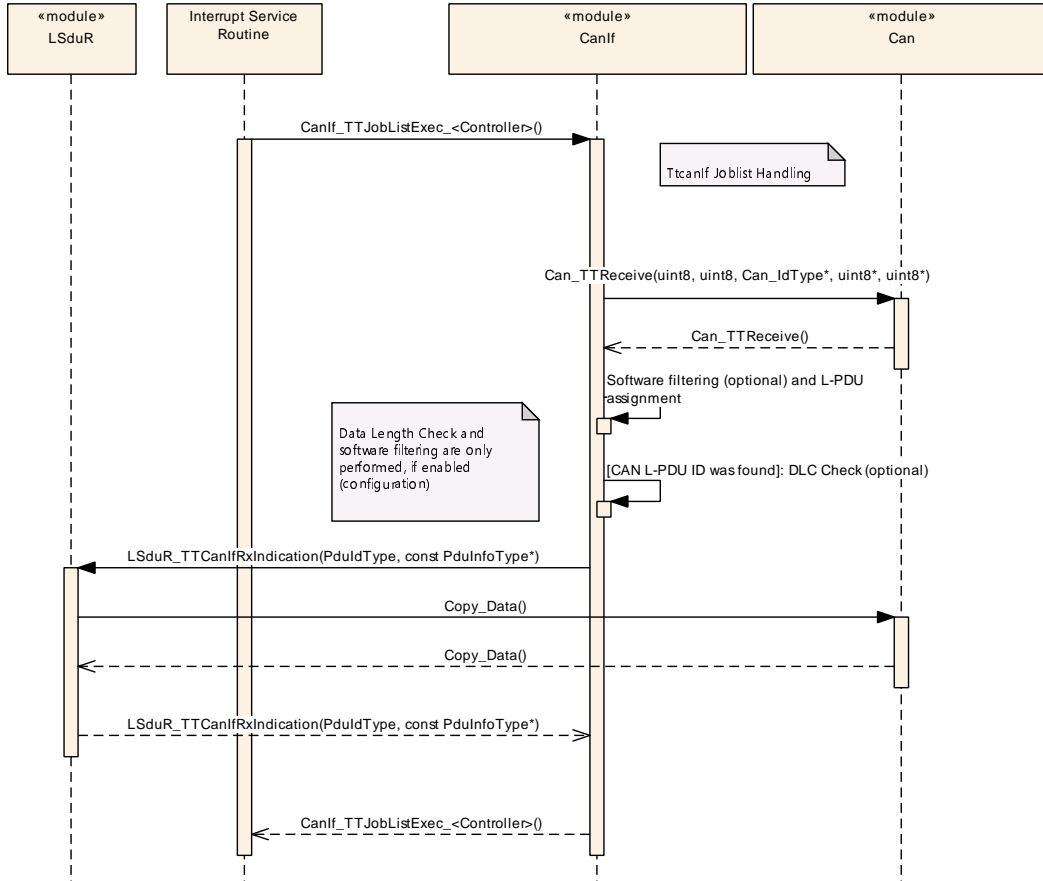 «module»
LSduR
Interrupt Service
Routine
«module»
CanIf
«module»
Can
CanIf_TTJobListExec_<Controller>()
TtcanIf Joblist Handling
Can_TTReceive(uint8, uint8, Can_IdType*, uint8*, uint8*)
Can_TTReceive()
Software filtering (optional) and L-PDU
assignment
Data Length Check and
software filtering are only
performed, if enabled
(configuration)
[CAN L-PDU ID was found]: DLC Check (optional)
LSduR_TTCanIfRxIndication(PduIdType, const PduInfoType*)
Copy_Data()
Copy_Data()
LSduR_TTCanIfRxIndication(PduIdType, const PduInfoType*)
CanIf_TTJobListExec_<Controller>()